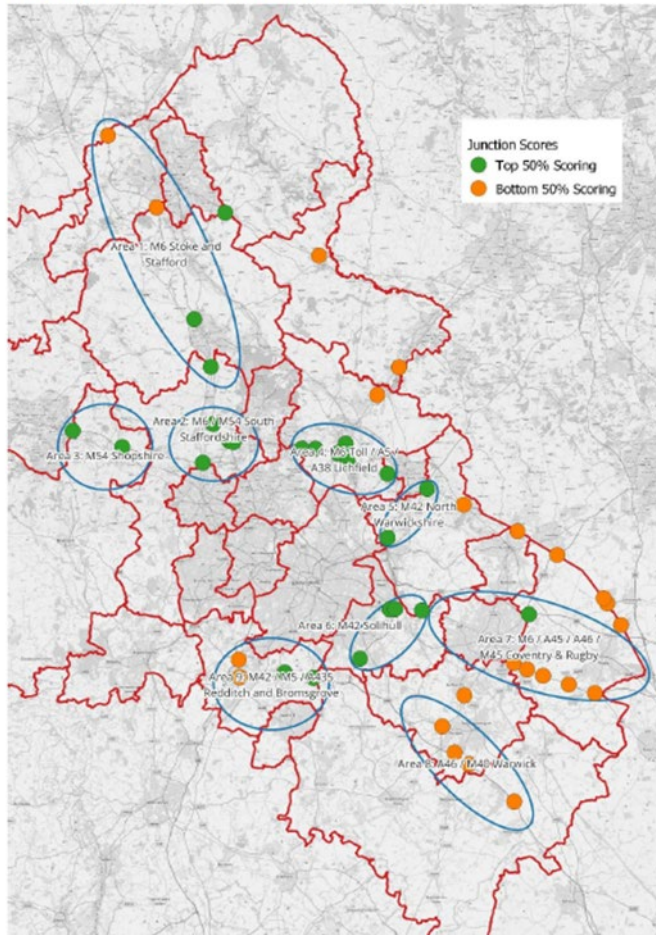 Junction Scores
Top 50% Scoring
Bottom 50% Scoring
Area 1: M6 Stoke and
Stafford
Area 2: M6 / M54 South
Staffordshire
Area 3: M54 Shopshire
Area 4: M6 Toll / A5 /
A38 Lichfield
Area 5: M42 North
Warwickshire
Area 6: M42 Solihull
Area 7: M6 / A45 / A46 /
M45 Coventry & Rugby
Area 9: M42 / M5 / A435
Redditch and Bromsgrove
Area 8: A46 / M40 Warwick